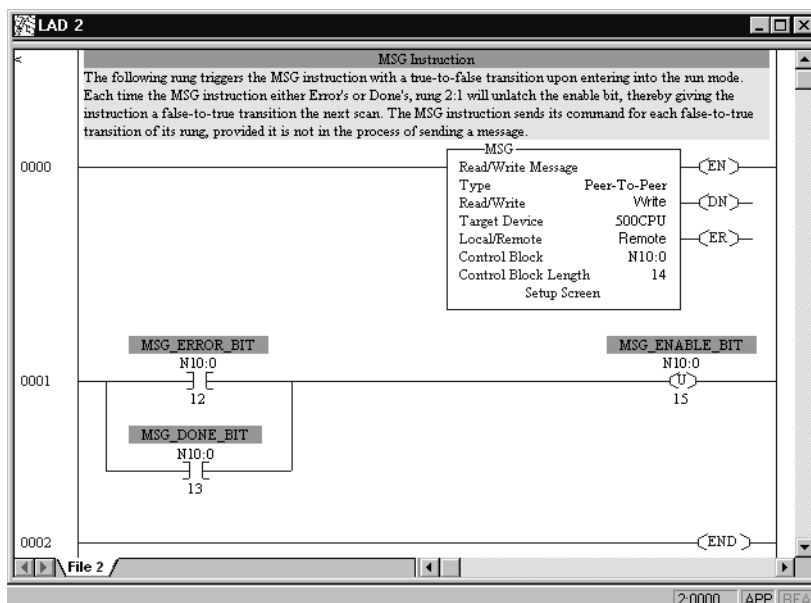 LAD 2
MSG Instruction
The following rung triggers the MSG instruction with a true-to-false transition upon entering into the run mode.
Each time the MSG instruction either Error's or Done's, rung 2:1 will unlatch the enable bit, thereby giving the
instruction a false-to-true transition the next scan. The MSG instruction sends its command for each false-to-true
transition of its rung, provided it is not in the process of sending a message.
0000
MSG
Read/Write Message
Type Peer-To-Peer
Read/Write Write
Target Device 500CPU
Local/Remote Remote
Control Block N10:0
Control Block Length 14
Setup Screen
EN
DN
ER
MSG_ERROR_BIT
N10:0
12
MSG_ENABLE_BIT
N10:0
U
15
0001
MSG_DONE_BIT
N10:0
13
0002
END
File 2
2:0000 APP REA